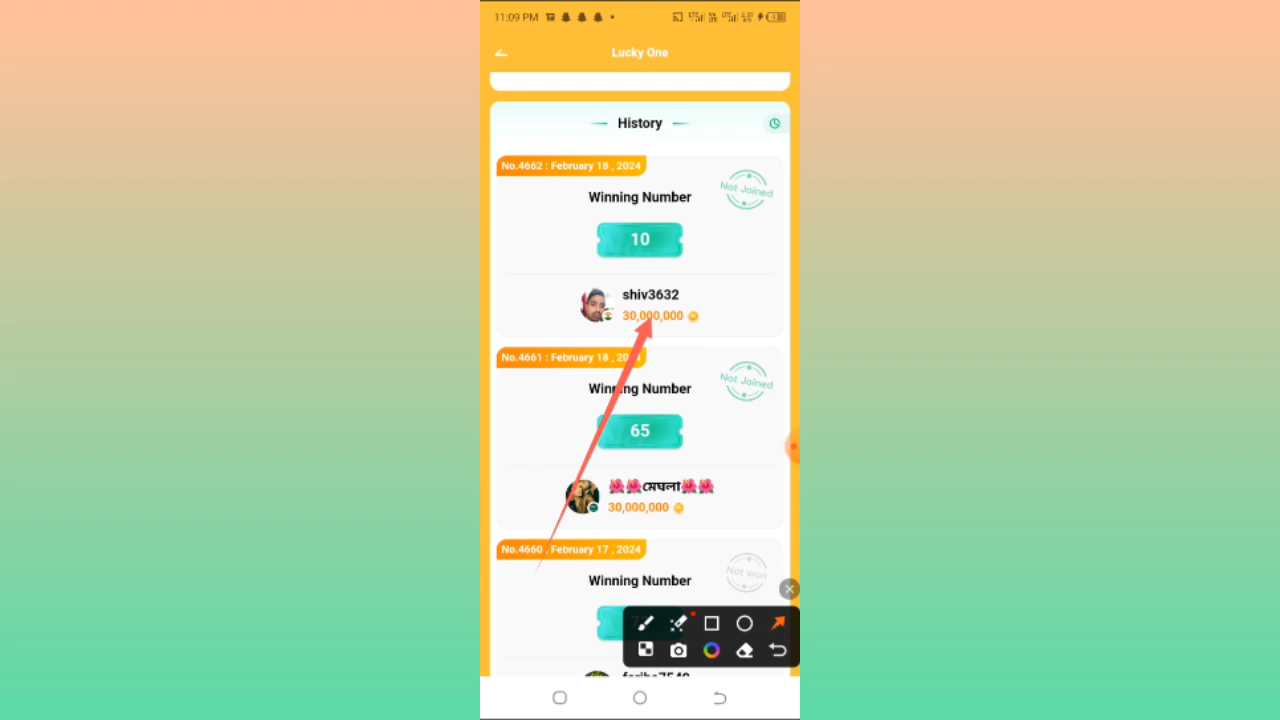 11:09 PM
Lucky One
History
No.4662 : February 18 , 2024
Not Joined
Winning Number
10
shiv3632
30,000,000
No.4661 : February 18 , 2024
Not Joined
Winning Number
65
🌺🌺মেঘলা🌺🌺
30,000,000
No.4660 : February 17 , 2024
Not won
Winning Number